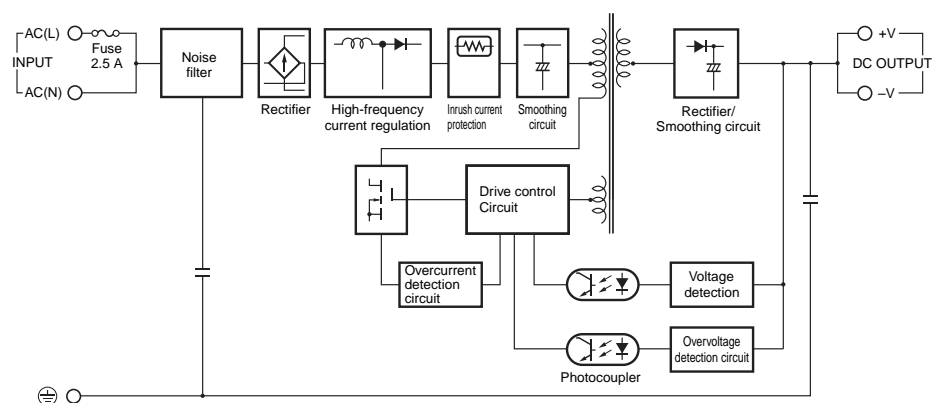 AC(L)
Fuse
2.5 A
INPUT
AC(N)
Noise
filter
Rectifier
High-frequency
current regulation
Inrush current
protection
Smoothing
circuit
Rectifier/
Smoothing circuit
+V
DC OUTPUT
–V
Drive control
Circuit
Overcurrent
detection
circuit
Voltage
detection
Overvoltage
detection circuit
Photocoupler